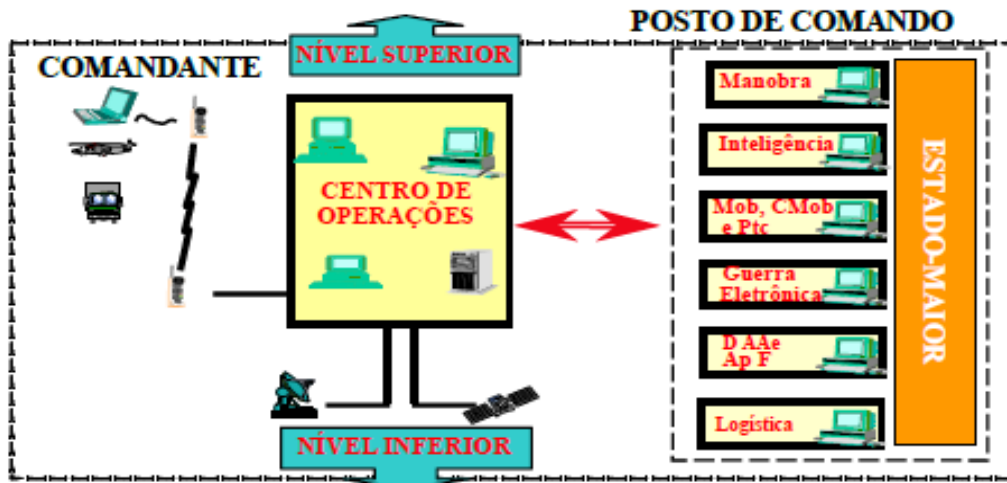 POSTO DE COMANDO
NÍVEL SUPERIOR
COMANDANTE
CENTRO DE
OPERAÇÕES
NÍVEL INFERIOR
Manobra
Inteligência
Mob, CMob
e Ptc
Guerra
Eletrônica
D AAe
Ap F
Logística
ESTADO-MAIOR